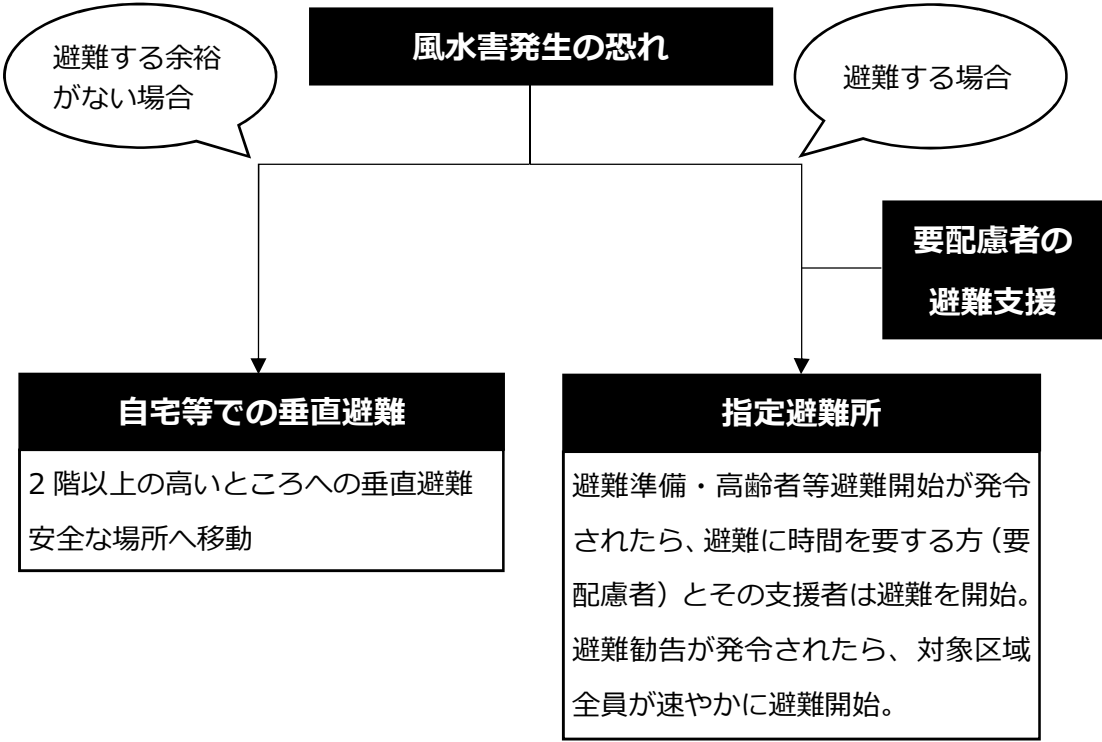 風水害発生の恐れ
避難する余裕
がない場合
避難する場合
要配慮者の
避難支援
自宅等での垂直避難
2 階以上の高いところへの垂直避難
安全な場所へ移動
指定避難所
避難準備・高齢者等避難開始が発令
されたら、避難に時間を要する方（要
配慮者）とその支援者は避難を開始。
避難勧告が発令されたら、対象区域
全員が速やかに避難開始。